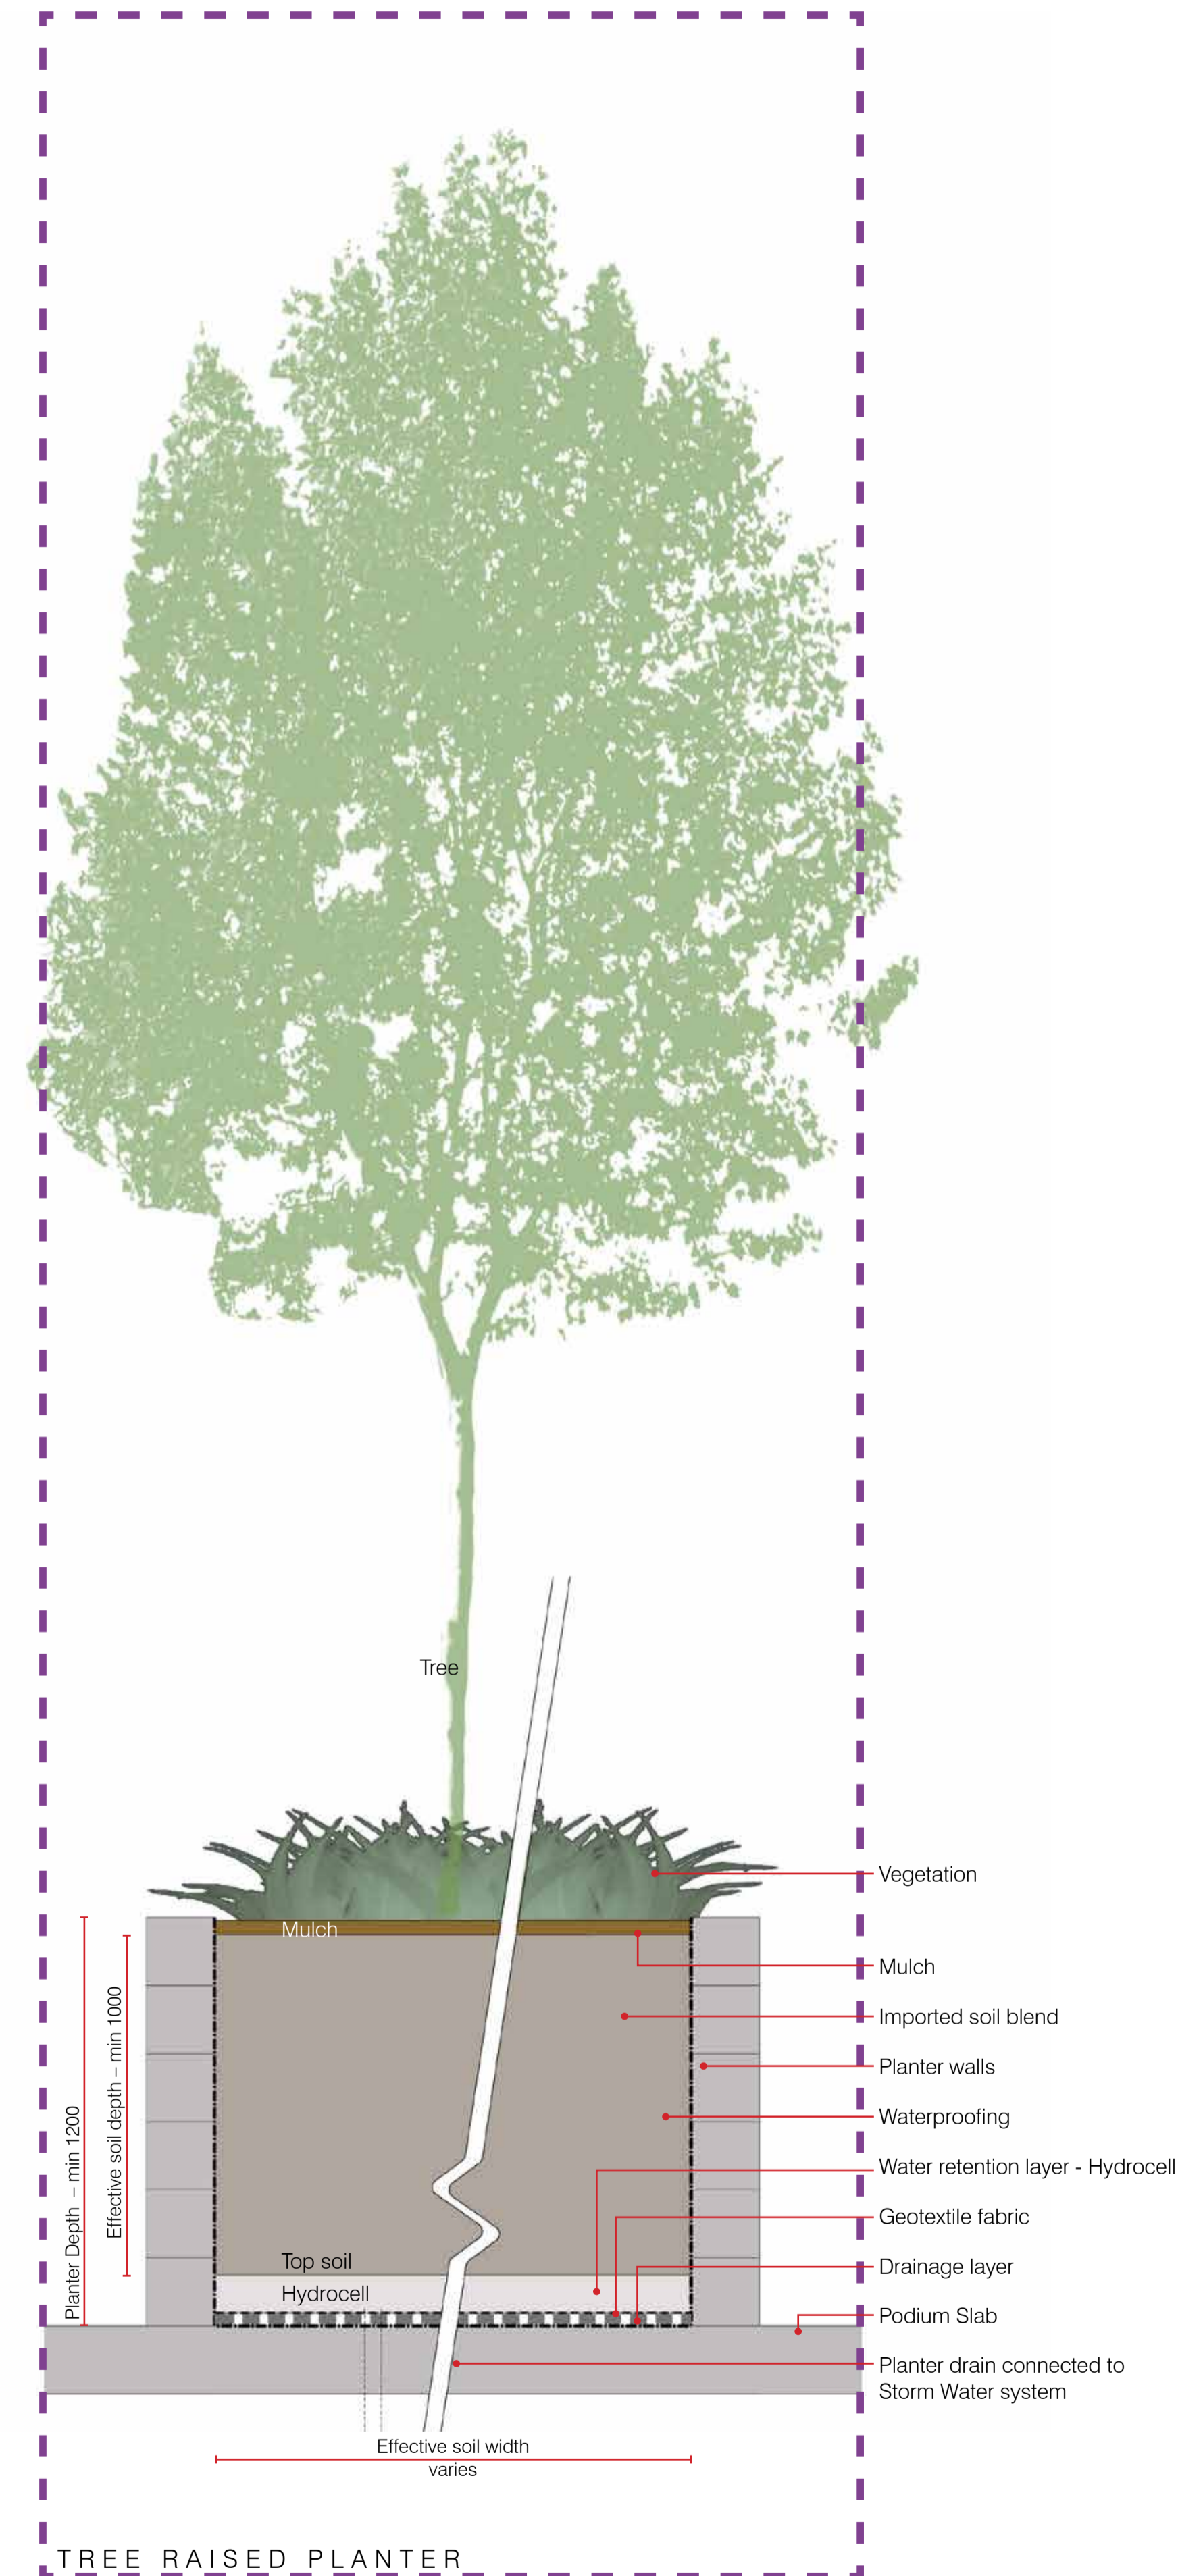 Tree
Vegetation
Mulch
Mulch
Imported soil blend
Planter walls
Waterproofing
Water retention layer - Hydrocell
Geotextile fabric
Drainage layer
Podium Slab
Planter drain connected to
Storm Water system
Planter Depth – min 1200
Effective soil depth – min 1000
Top soil
Hydrocell
Effective soil width
varies
TREE RAISED PLANTER